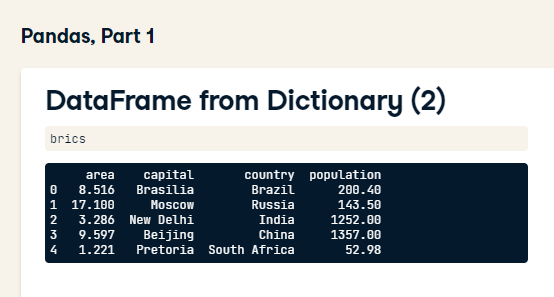 Pandas, Part 1
DataFrame from Dictionary (2)
brics
area capital country population
0 8.516 Brasilia Brazil 200.40
1 17.100 Moscow Russia 143.50
2 3.286 New Delhi India 1252.00
3 9.597 Beijing China 1357.00
4 1.221 Pretoria South Africa 52.98